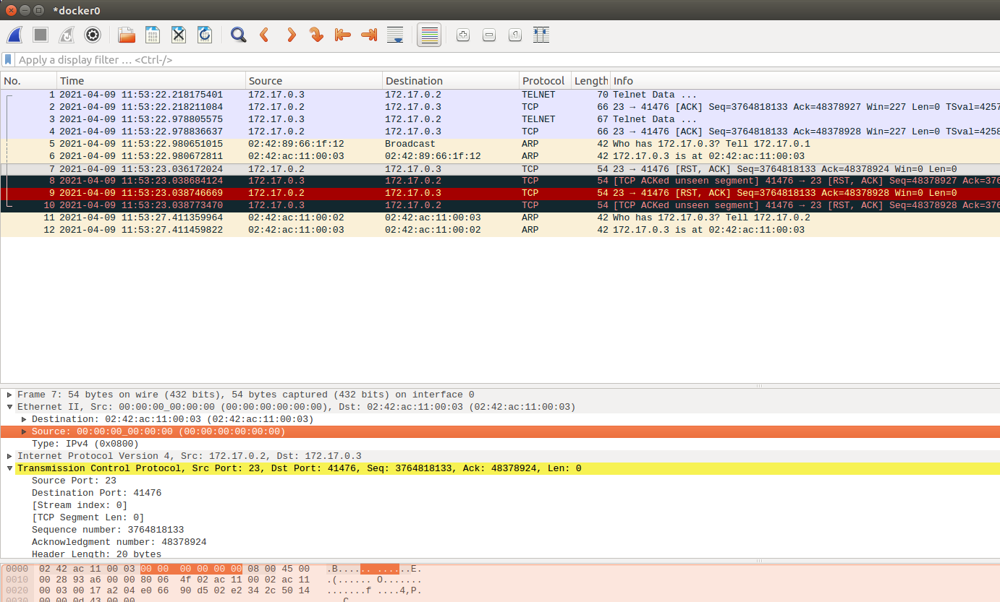 *docker0
Apply a display filter … <Ctrl-/>
No. Time Source Destination Protocol Length Info
1 2021-04-09 11:53:22.218175401 172.17.0.3 172.17.0.2 TELNET 70 Telnet Data ...
2 2021-04-09 11:53:22.218211084 172.17.0.2 172.17.0.3 TCP 66 23 → 41476 [ACK] Seq=3764818133 Ack=48378927 Win=227 Len=0 TSval=4257
3 2021-04-09 11:53:22.978805575 172.17.0.3 172.17.0.2 TELNET 67 Telnet Data ...
4 2021-04-09 11:53:22.978836637 172.17.0.2 172.17.0.3 TCP 66 23 → 41476 [ACK] Seq=3764818133 Ack=48378928 Win=227 Len=0 TSval=4258
5 2021-04-09 11:53:22.980651015 02:42:89:66:1f:12 Broadcast ARP 42 Who has 172.17.0.3? Tell 172.17.0.1
6 2021-04-09 11:53:22.980672811 02:42:ac:11:00:03 02:42:89:66:1f:12 ARP 42 172.17.0.3 is at 02:42:ac:11:00:03
7 2021-04-09 11:53:23.036172024 172.17.0.2 172.17.0.3 TCP 54 23 → 41476 [RST, ACK] Seq=3764818133 Ack=48378924 Win=0 Len=0
8 2021-04-09 11:53:23.038684124 172.17.0.3 172.17.0.2 TCP 54 [TCP ACKed unseen segment] 41476 → 23 [RST, ACK] Seq=48378927 Ack=376
9 2021-04-09 11:53:23.038746669 172.17.0.2 172.17.0.3 TCP 54 23 → 41476 [RST, ACK] Seq=3764818133 Ack=48378928 Win=0 Len=0
10 2021-04-09 11:53:23.038773470 172.17.0.3 172.17.0.2 TCP 54 [TCP ACKed unseen segment] 41476 → 23 [RST, ACK] Seq=48378928 Ack=376
11 2021-04-09 11:53:27.411359964 02:42:ac:11:00:02 02:42:ac:11:00:03 ARP 42 Who has 172.17.0.3? Tell 172.17.0.2
12 2021-04-09 11:53:27.411459822 02:42:ac:11:00:03 02:42:ac:11:00:02 ARP 42 172.17.0.3 is at 02:42:ac:11:00:03
Frame 7: 54 bytes on wire (432 bits), 54 bytes captured (432 bits) on interface 0
Ethernet II, Src: 00:00:00_00:00:00 (00:00:00:00:00:00), Dst: 02:42:ac:11:00:03 (02:42:ac:11:00:03)
Destination: 02:42:ac:11:00:03 (02:42:ac:11:00:03)
Source: 00:00:00_00:00:00 (00:00:00:00:00:00)
Type: IPv4 (0x0800)
Internet Protocol Version 4, Src: 172.17.0.2, Dst: 172.17.0.3
Transmission Control Protocol, Src Port: 23, Dst Port: 41476, Seq: 3764818133, Ack: 48378924, Len: 0
Source Port: 23
Destination Port: 41476
[Stream index: 0]
[TCP Segment Len: 0]
Sequence number: 3764818133
Acknowledgment number: 48378924
Header Length: 20 bytes
0000 02 42 ac 11 00 03 00 00 00 00 00 00 08 00 45 00 .B.... ......E.
0010 00 28 93 a6 00 00 80 06 4f 02 ac 11 00 02 ac 11 .(...... O.......
0020 00 03 00 17 a2 04 e0 66 90 d5 02 e2 34 2c 50 14 .......f ....4,P.
0030 00 00 0d 43 00 00 ...C..